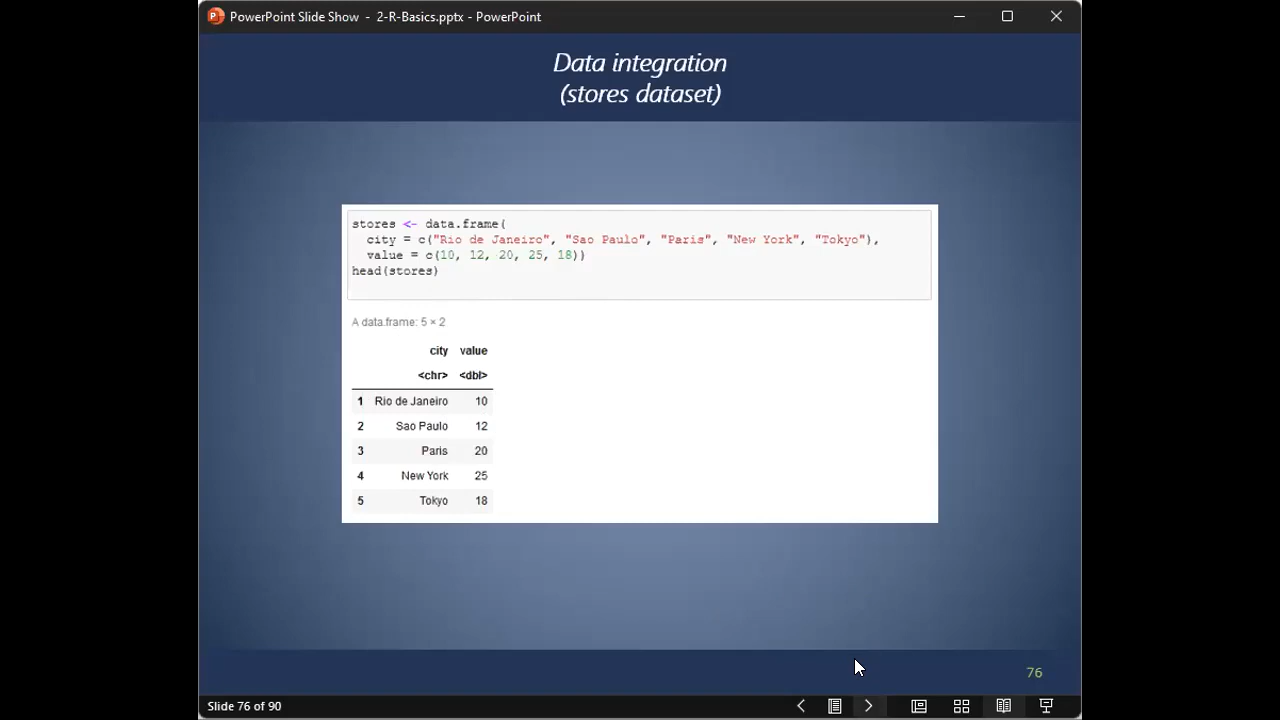 PowerPoint Slide Show - 2-R-Basics.pptx - PowerPoint
Data integration
(stores dataset)
stores <- data.frame(
  city = c("Rio de Janeiro", "Sao Paulo", "Paris", "New York", "Tokyo"),
  value = c(10, 12, 20, 25, 18))
head(stores)
A data.frame: 5 × 2
city value
<chr> <dbl>
1 Rio de Janeiro 10
2 Sao Paulo 12
3 Paris 20
4 New York 25
5 Tokyo 18
76
Slide 76 of 90